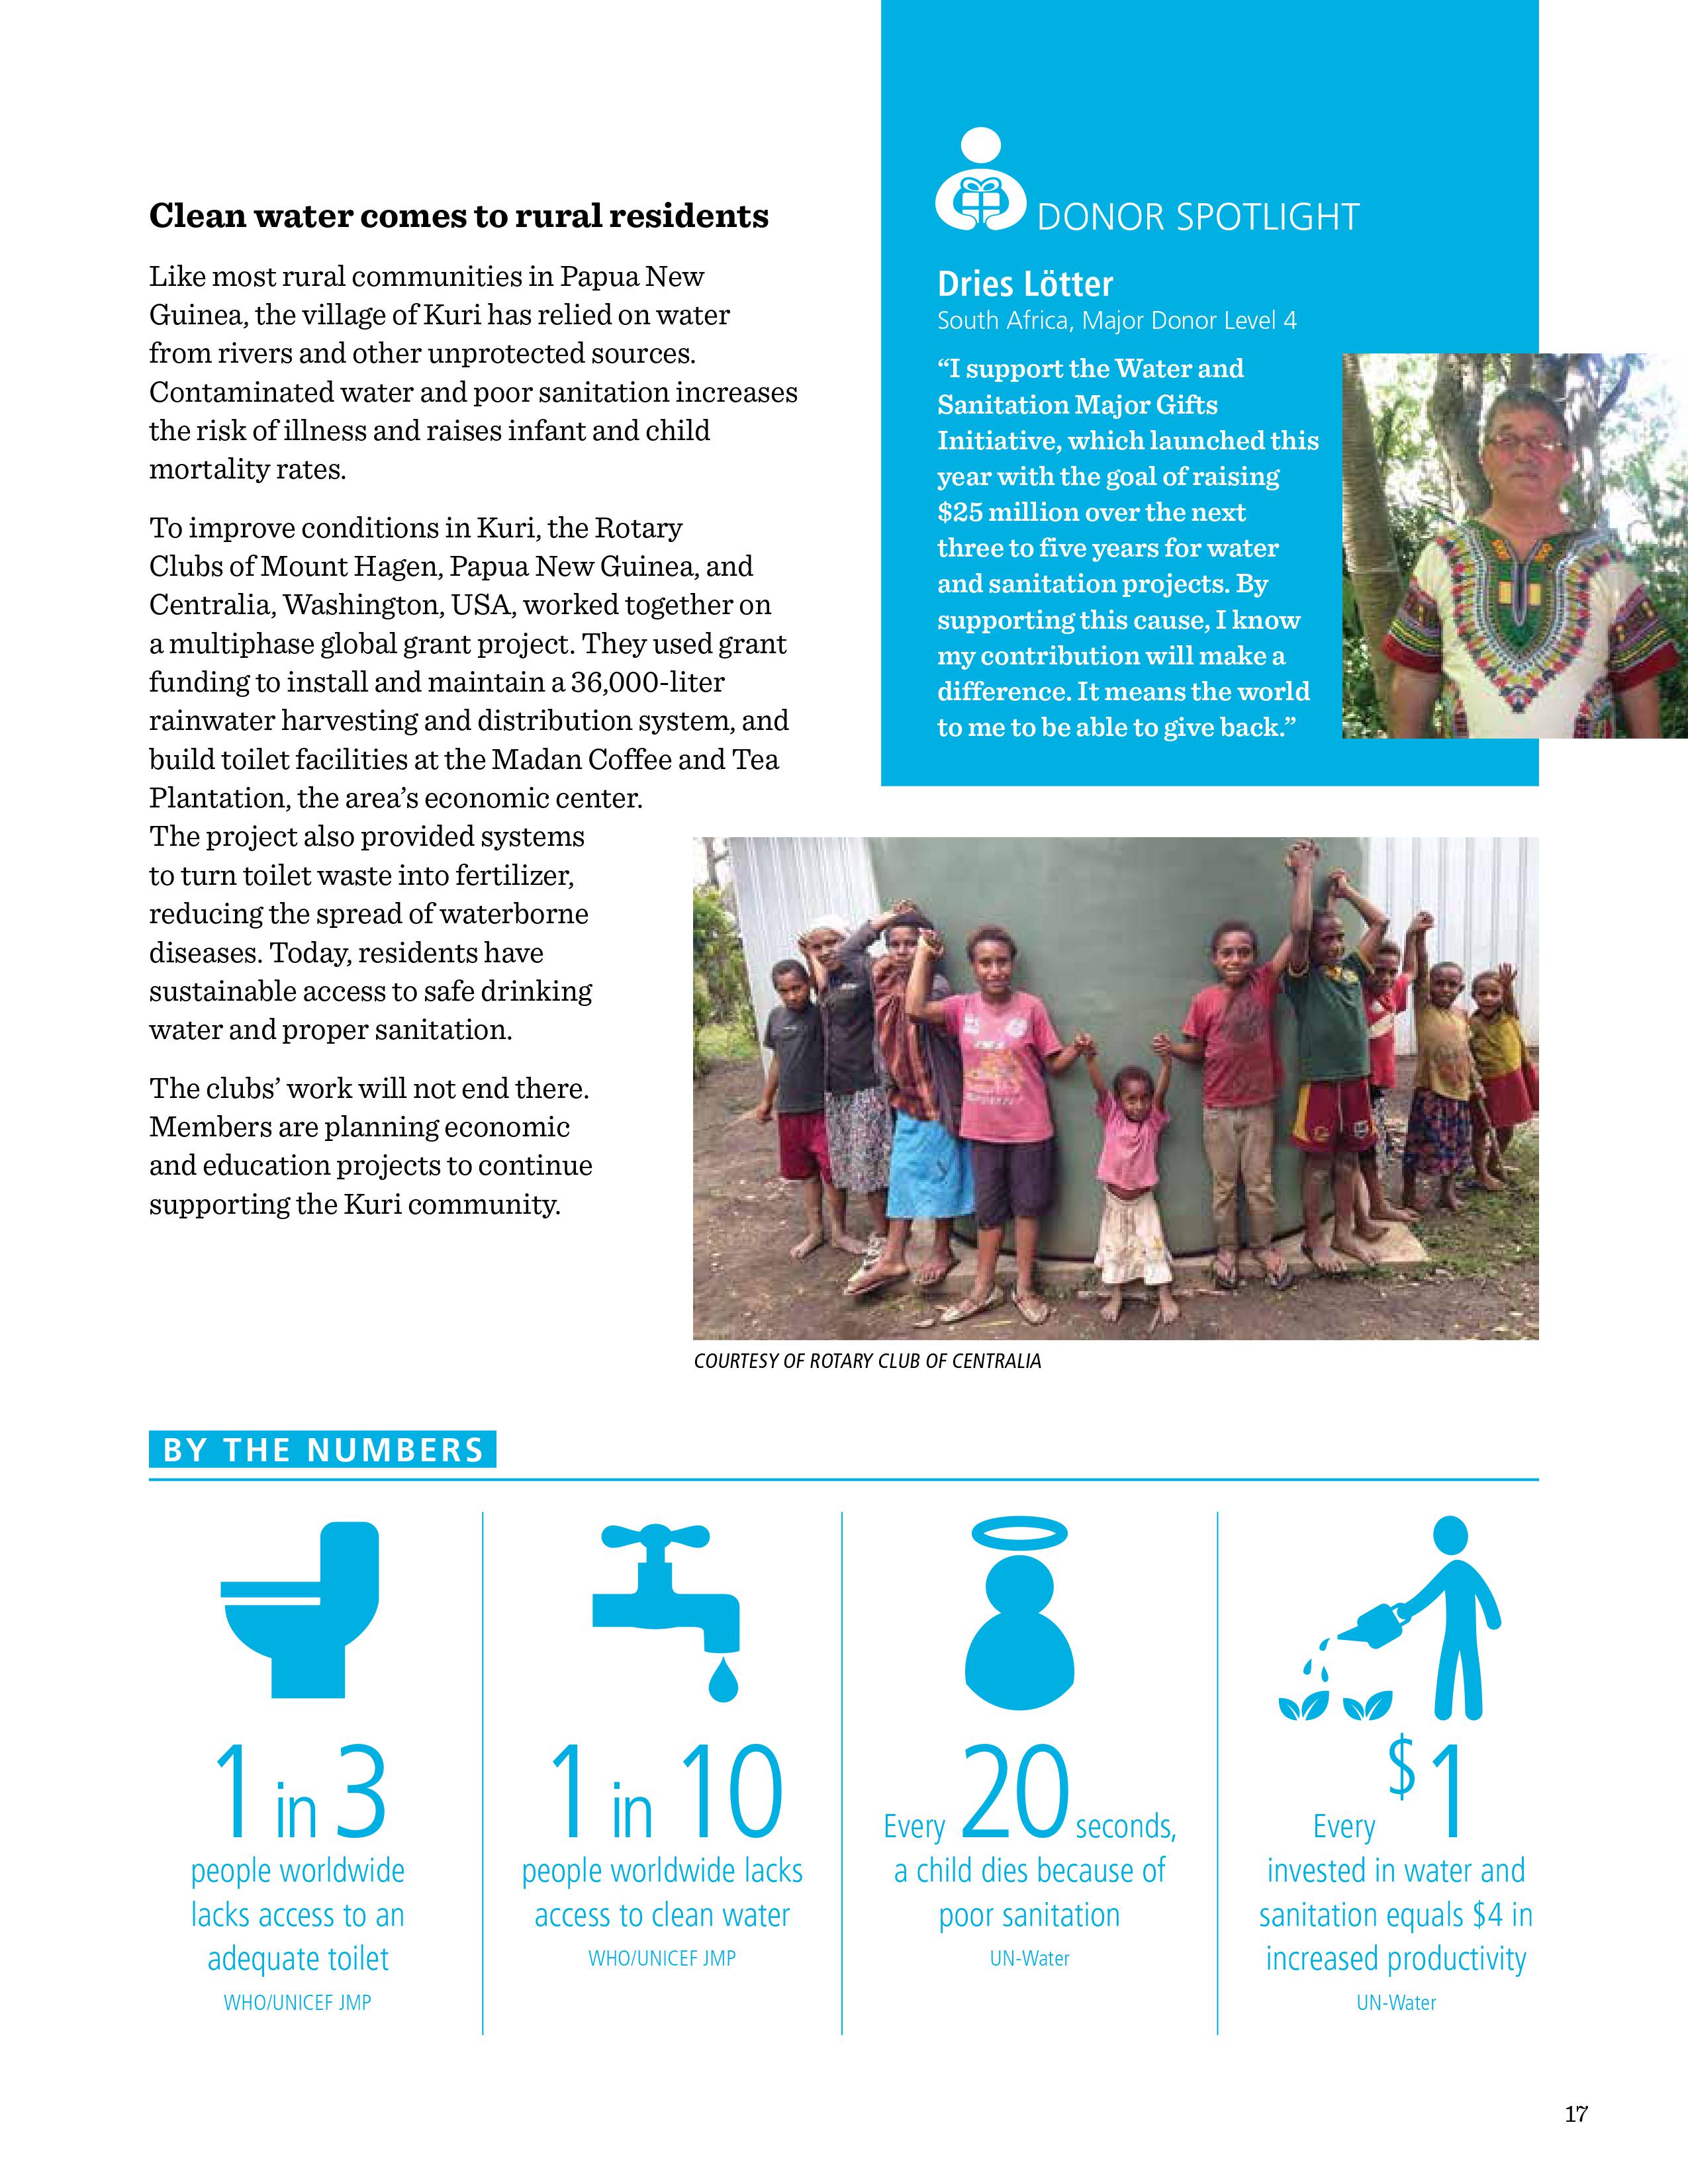 Clean water comes to rural residents
Like most rural communities in Papua New
Guinea, the village of Kuri has relied on water
from rivers and other unprotected sources.
Contaminated water and poor sanitation increases
the risk of illness and raises infant and child
mortality rates.
To improve conditions in Kuri, the Rotary
Clubs of Mount Hagen, Papua New Guinea, and
Centralia, Washington, USA, worked together on
a multiphase global grant project. They used grant
funding to install and maintain a 36,000-liter
rainwater harvesting and distribution system, and
build toilet facilities at the Madan Coffee and Tea
Plantation, the area’s economic center.
The project also provided systems
to turn toilet waste into fertilizer,
reducing the spread of waterborne
diseases. Today, residents have
sustainable access to safe drinking
water and proper sanitation.
The clubs’ work will not end there.
Members are planning economic
and education projects to continue
supporting the Kuri community.
DONOR SPOTLIGHT
Dries Lötter
South Africa, Major Donor Level 4
“I support the Water and
Sanitation Major Gifts
Initiative, which launched this
year with the goal of raising
$25 million over the next
three to five years for water
and sanitation projects. By
supporting this cause, I know
my contribution will make a
difference. It means the world
to me to be able to give back.”
COURTESY OF ROTARY CLUB OF CENTRALIA
BY THE NUMBERS
1 in 3
people worldwide
lacks access to an
adequate toilet
WHO/UNICEF JMP
1 in 10
people worldwide lacks
access to clean water
WHO/UNICEF JMP
Every 20 seconds,
a child dies because of
poor sanitation
UN-Water
Every $1
invested in water and
sanitation equals $4 in
increased productivity
UN-Water
17